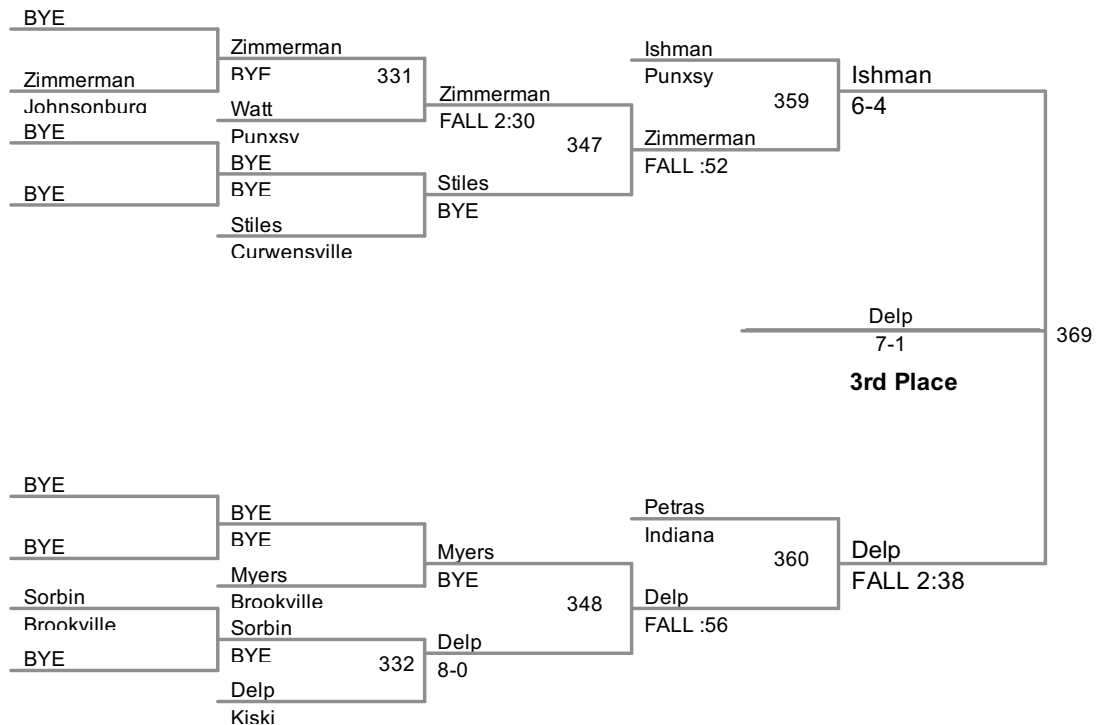 BYE
Zimmerman
Johnsonburg
BYE
BYE
Zimmerman
BYE
331
Watt
Punxsy
BYE
BYE
Stiles
Curwensville
Zimmerman
FALL 2:30
347
Stiles
BYE
Ishman
Punxsy
359
Zimmerman
FALL :52
Ishman
6-4
Delp
7-1
369
3rd Place
BYE
BYE
Sorbin
Brookville
BYE
BYE
BYE
Myers
Brookville
Sorbin
BYE
332
Delp
Kiski
Myers
BYE
348
Delp
8-0
Petras
Indiana
360
Delp
FALL :56
Delp
FALL 2:38